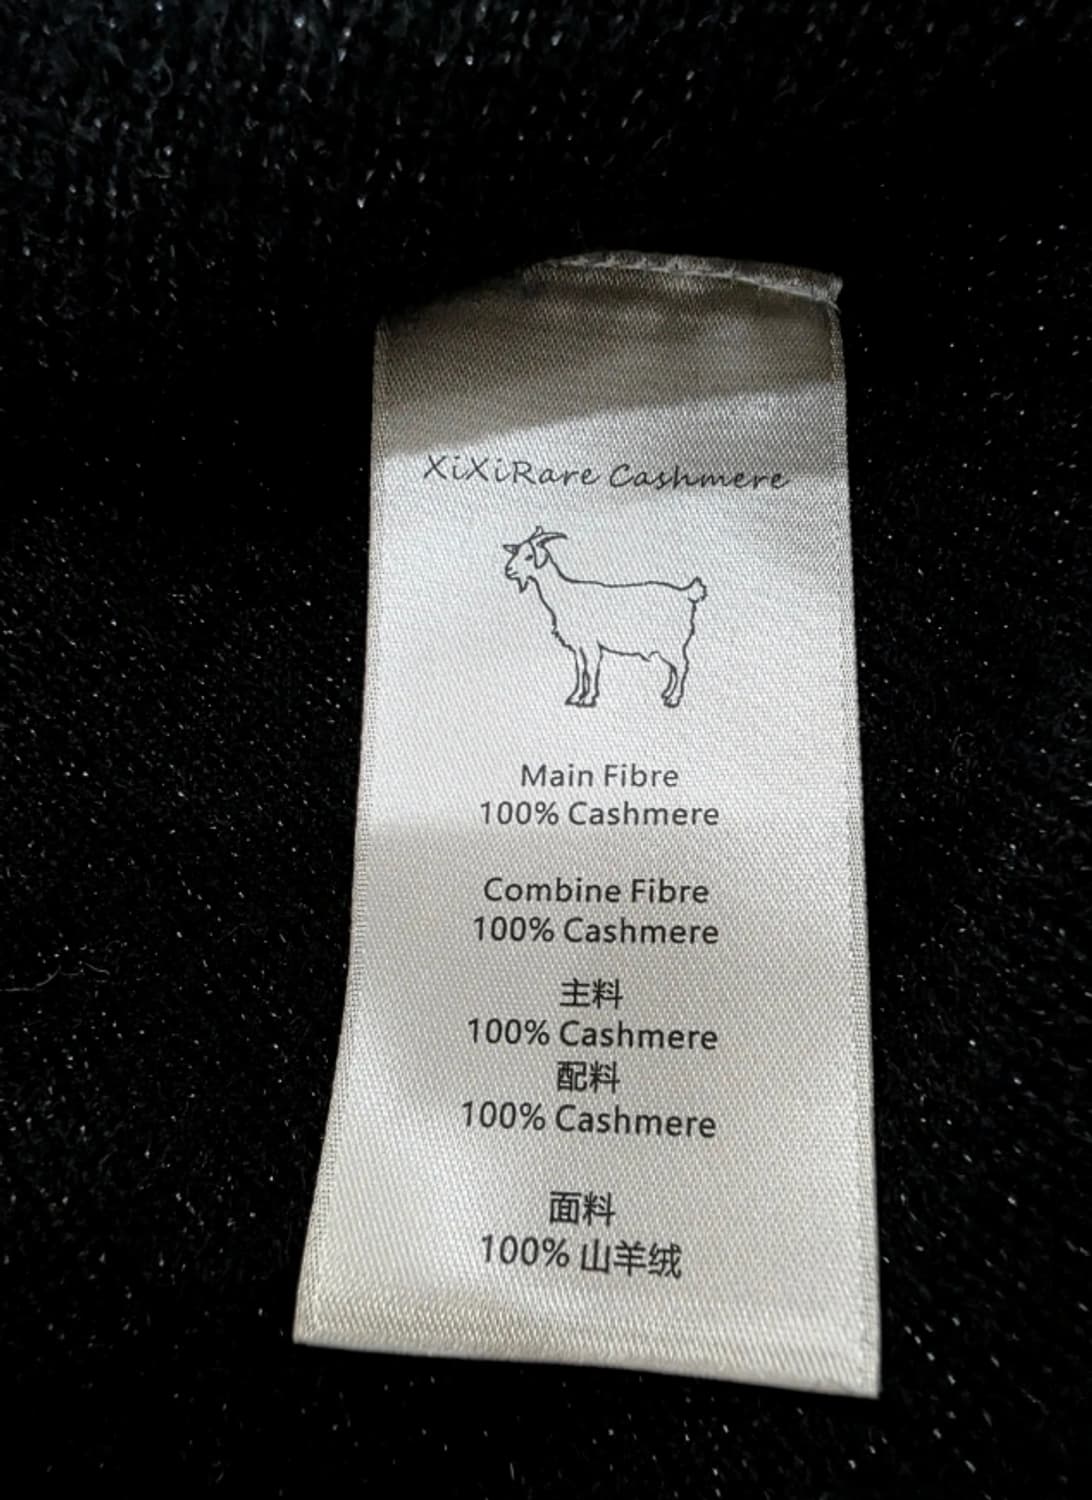 XiXiRare Cashmere
Main Fibre
100% Cashmere
Combine Fibre
100% Cashmere
主料
100% Cashmere
配料
100% Cashmere
面料
100% 山羊绒